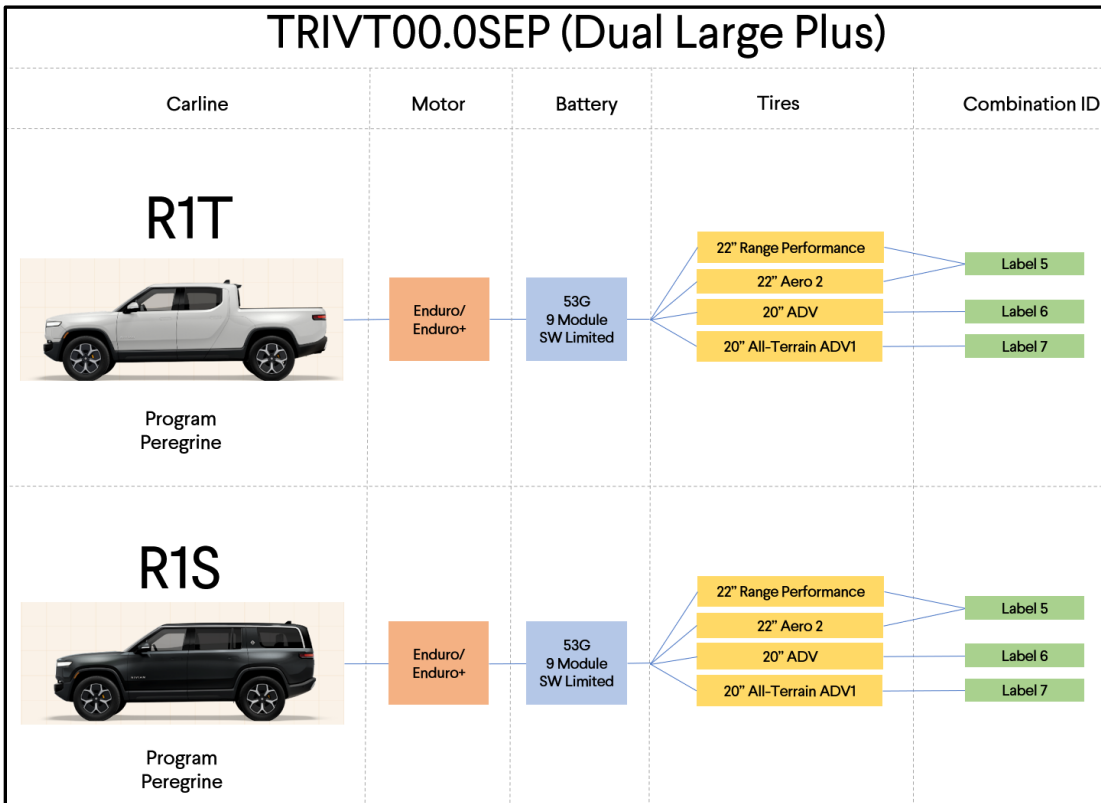 TRIVT00.0SEP (Dual Large Plus)
Carline
Motor
Battery
Tires
Combination ID
R1T
Program
Peregrine
Enduro/
Enduro+
53G
9 Module
SW Limited
22” Range Performance
22” Aero 2
20” ADV
20” All-Terrain ADV1
Label 5
Label 6
Label 7
R1S
Program
Peregrine
Enduro/
Enduro+
53G
9 Module
SW Limited
22” Range Performance
22” Aero 2
20” ADV
20” All-Terrain ADV1
Label 5
Label 6
Label 7